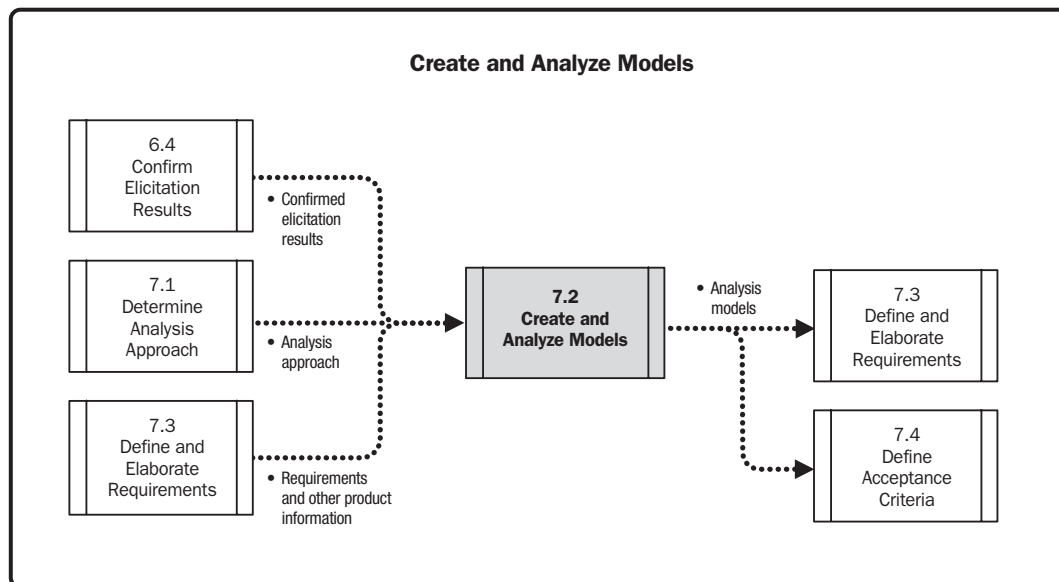 Create and Analyze Models
6.4
Confirm
Elicitation
Results
• Confirmed
elicitation
results
7.1
Determine
Analysis
Approach
• Analysis
approach
7.3
Define and
Elaborate
Requirements
• Requirements
and other product
information
7.2
Create and
Analyze Models
• Analysis
models
7.3
Define and
Elaborate
Requirements
7.4
Define
Acceptance
Criteria